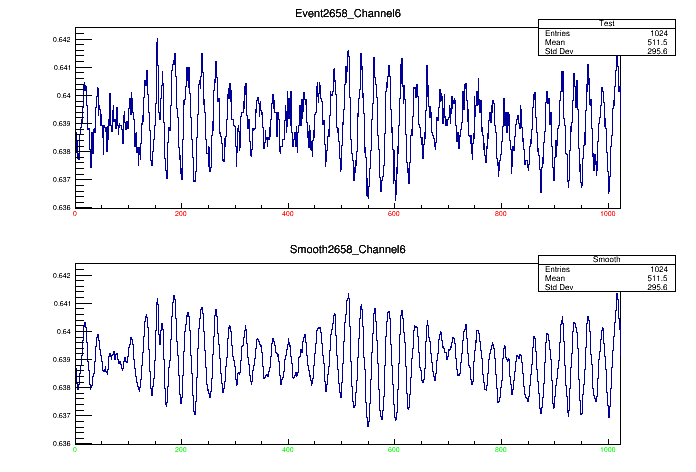 Event2658_Channel6
Test
Entries 1024
Mean 511.5
Std Dev 295.6
0.642
0.641
0.64
0.639
0.638
0.637
0.636
0 200 400 600 800 1000
Smooth2658_Channel6
Smooth
Entries 1024
Mean 511.5
Std Dev 295.6
0.642
0.641
0.64
0.639
0.638
0.637
0.636
0 200 400 600 800 1000